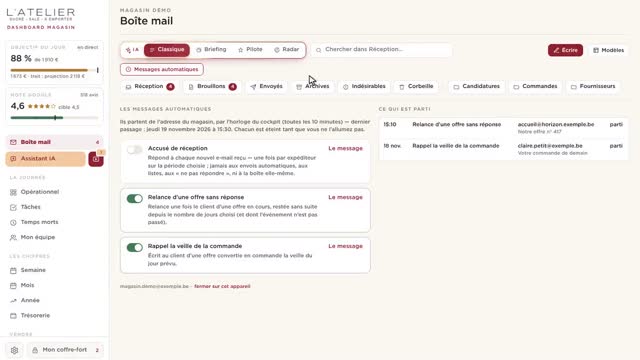 L'ATELIER
SUCRÉ · SALÉ · À EMPORTER
DASHBOARD MAGASIN
OBJECTIF DU JOUR
en direct
88 % de 1 810 €
NOTE GOOGLE
318 avis
4,6 ★★★★☆ cible 4,3
Boîte mail 4
Assistant IA
LA JOURNÉE
Opérationnel
Tâches
Temps morts
Mon équipe
LES CHIFFRES
Semaine
Mois
Année
Trésorerie
VENDRE
Mon coffre-fort 2
MAGASIN DÉMO
Boîte mail
IA
Classique
Briefing
Pilote
Radar
Chercher dans Réception…
Écrire
Modèles
Messages automatiques
Réception 4
Brouillons 4
Envoyés
Archives
Indésirables
Corbeille
Candidatures
Commandes
Fournisseurs
LES MESSAGES AUTOMATIQUES
Ils partent de l'adresse du magasin, par l'horloge du cockpit (toutes les 10 minutes) — dernier
passage : jeudi 19 novembre 2026 à 15:30. Chacun est éteint tant que vous ne l'allumez pas.
Accusé de réception
Le message
Répond à chaque nouvel e-mail reçu — une fois par expéditeur
sur la période choisie ; jamais aux envois automatiques, aux
listes, aux « ne pas répondre », ni à la boîte elle-même.
Relance d'une offre sans réponse
Le message
Relance une fois le client d'une offre en cours, restée sans suite
depuis le nombre de jours choisi (et dont l'événement n'est pas
passé).
Rappel la veille de la commande
Le message
Écrit au client d'une offre convertie en commande la veille du
jour prévu.
magasin.demo@exemple.be · fermer sur cet appareil
CE QUI EST PARTI
15:10 Relance d'une offre sans réponse accueil@horizon.exemple.be parti
Notre offre n° 417
18 nov. Rappel la veille de la commande claire.petit@exemple.be parti
Votre commande de demain